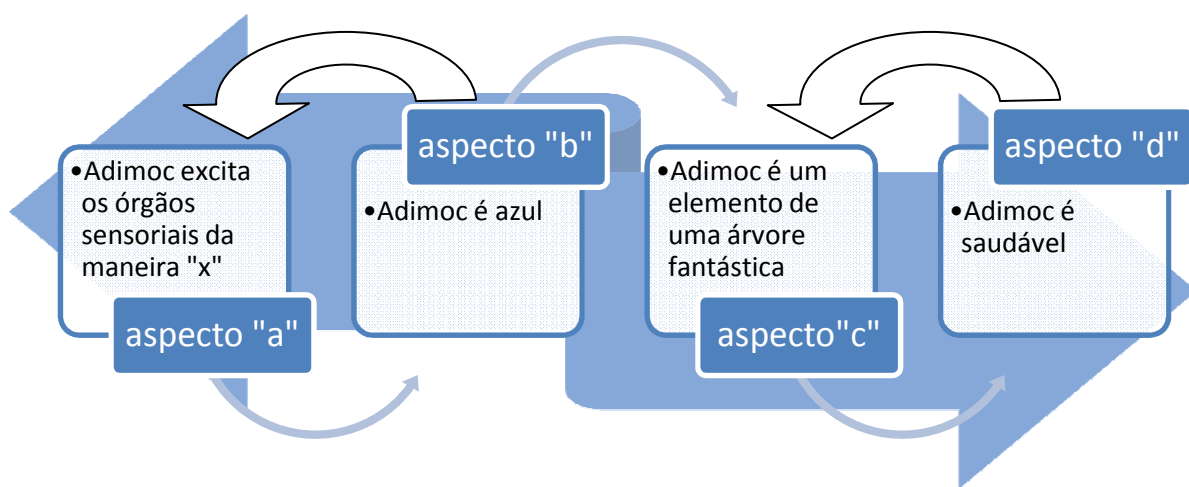 •Adimoc excita
os órgãos
sensoriais da
maneira "x"
aspecto "a"
aspecto "b"
•Adimoc é azul
•Adimoc é um
elemento de
uma árvore
fantástica
aspecto"c"
aspecto "d"
•Adimoc é
saudável